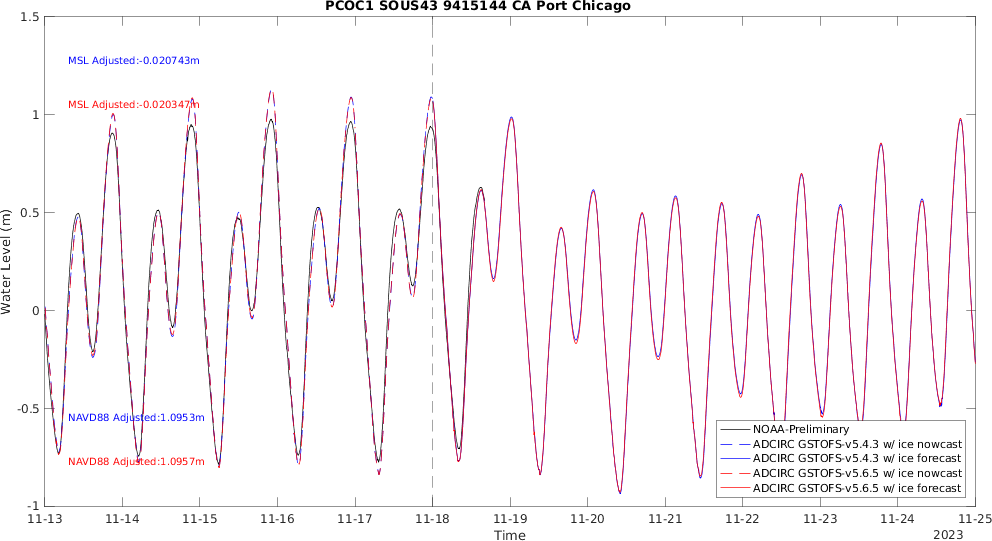 PCOC1 SOUS43 9415144 CA Port Chicago
1.5
MSL Adjusted:-0.020743m
MSL Adjusted:-0.020347m
1
0.5
Water Level (m)
0
-0.5
NAVD88 Adjusted:1.0953m
NAVD88 Adjusted:1.0957m
NOAA-Preliminary
ADCIRC GSTOFS-v5.4.3 w/ ice nowcast
ADCIRC GSTOFS-v5.4.3 w/ ice forecast
ADCIRC GSTOFS-v5.6.5 w/ ice nowcast
ADCIRC GSTOFS-v5.6.5 w/ ice forecast
-1
11-13 11-14 11-15 11-16 11-17 11-18 11-19 11-20 11-21 11-22 11-23 11-24 11-25
Time
2023